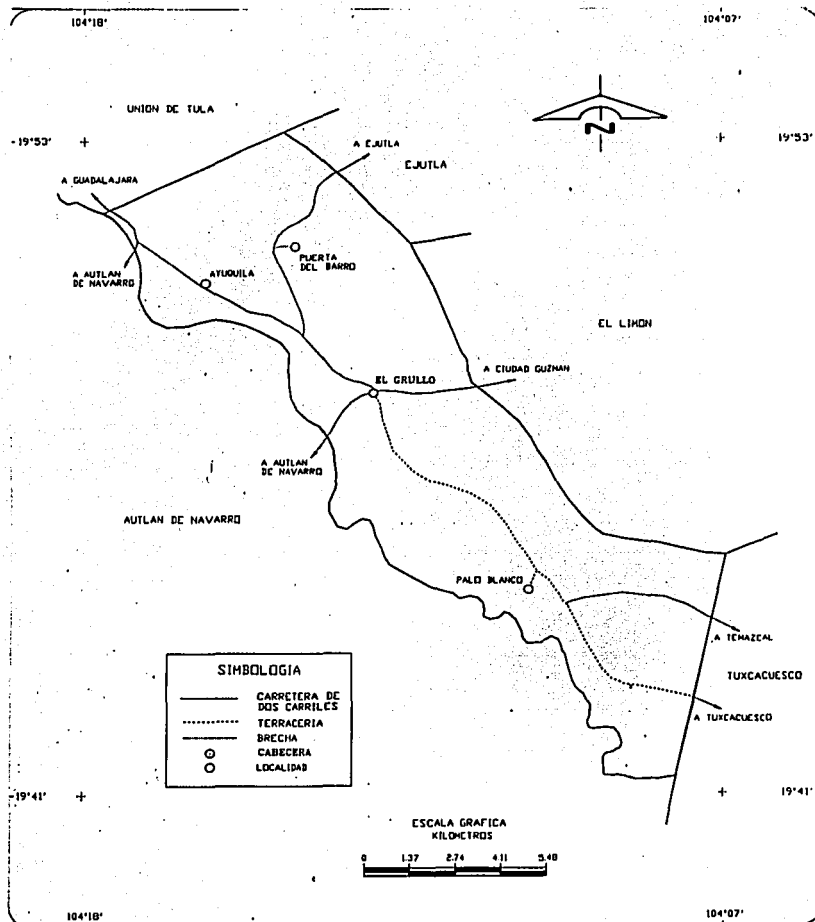 104°18'
104°07'
UNION DE TULA
-19°53'
19°53'
N
A EJUTLA
EJUTLA
A GUADALAJARA
PUERTA
DEL BARRO
A AUTLAN
DE NAVARRO
AYUQUILA
EL LIMON
A CIUDAD GUZMAN
EL GRULLO
A AUTLAN
DE NAVARRO
AUTLAN DE NAVARRO
PALO BLANCO
A TEMAZCAL
TUXCACUESCO
A TUXCACUESCO
SIMBOLOGIA
CARRETERA DE
DOS CARRILES
TERRACERIA
BRECHA
CABECERA
LOCALIDAD
-19°41'
19°41'
ESCALA GRAFICA
KILOMETROS
0 1.37 2.74 4.11 5.48
104°18'
104°07'